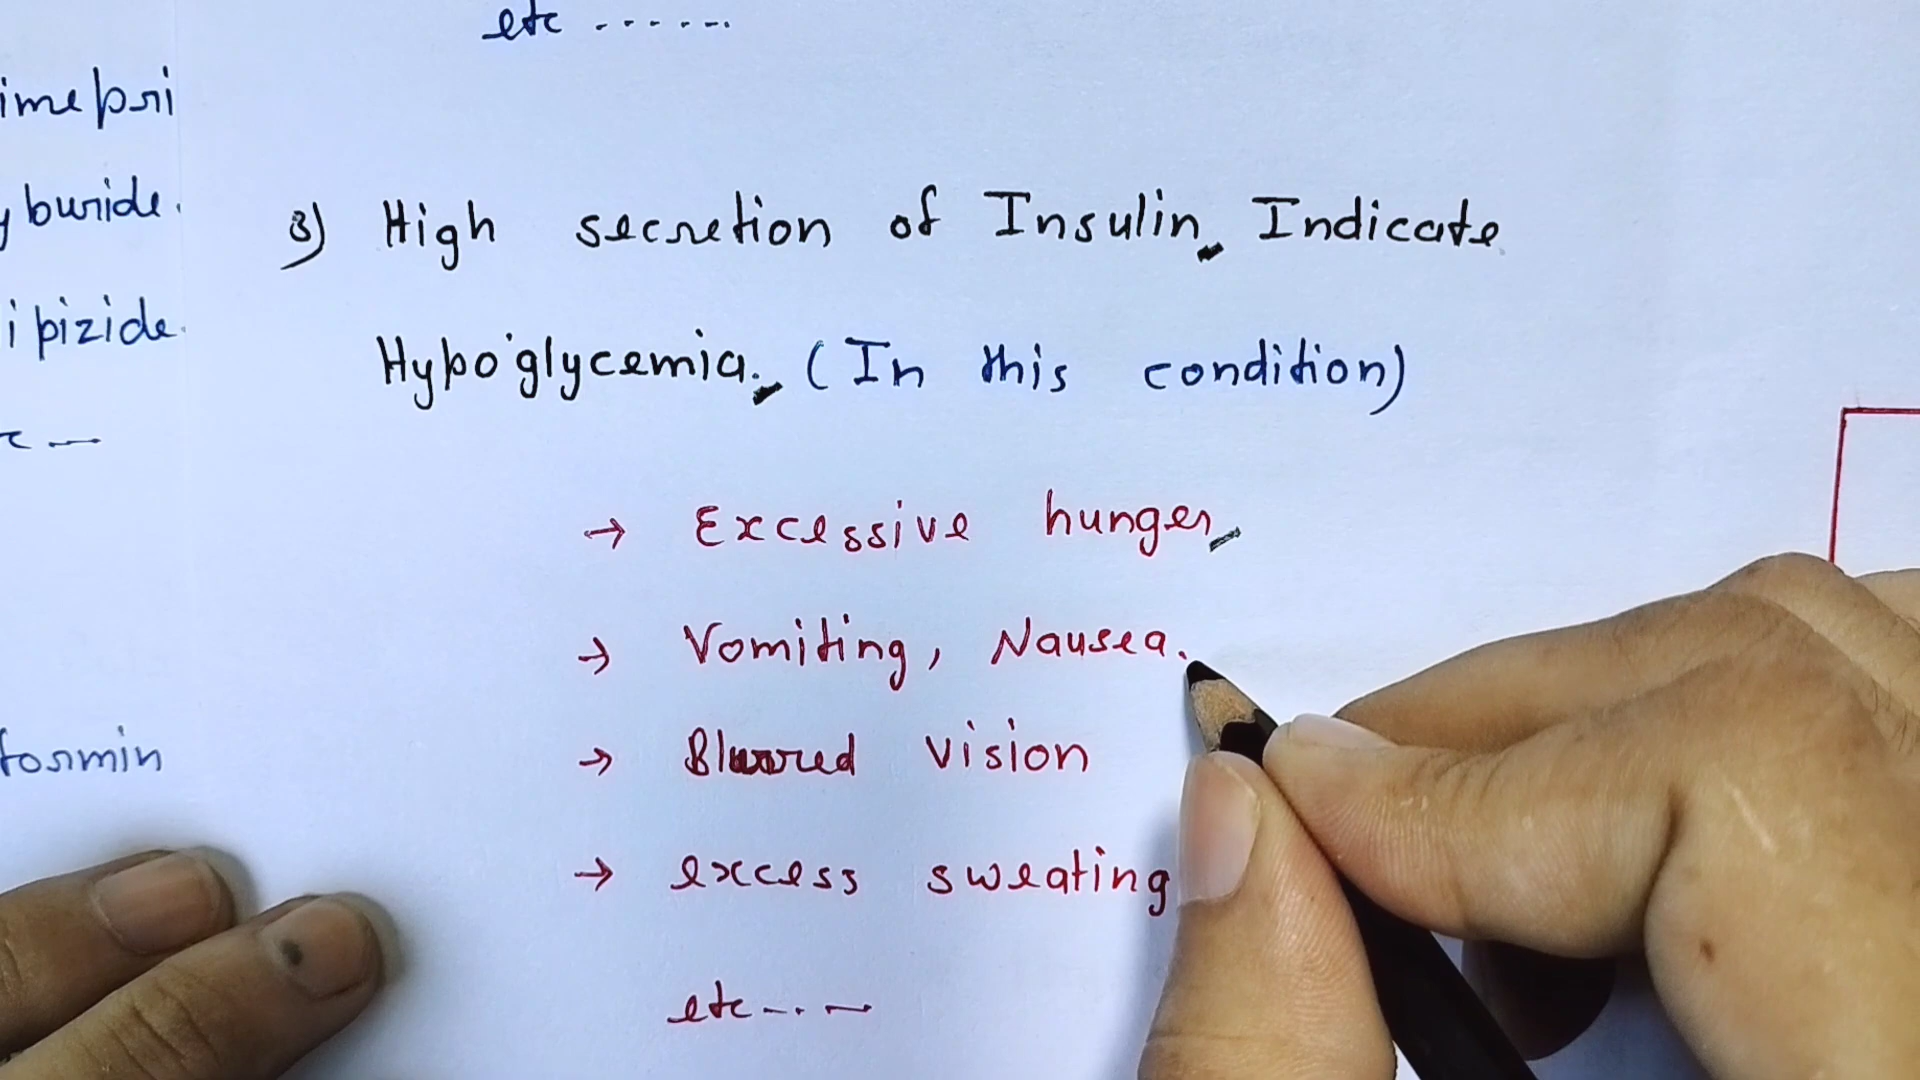 etc ......
imepri
yburide.
ipizide.
3) High secretion of Insulin Indicate
Hypoglycemia. (In this condition)
→ Excessive hunger
→ Vomiting, Nausea.
→ Blurred vision
→ excess sweating
etc-..-
formin